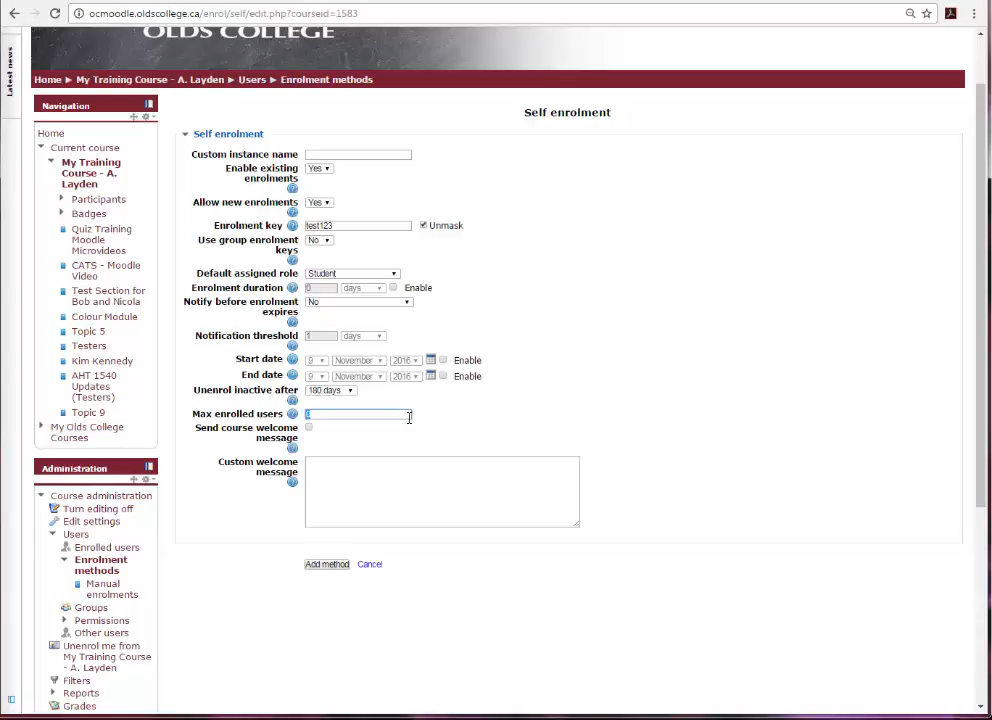 ocmoodle.oldscollege.ca/enrol/self/edit.php?courseid=1583
OLDS COLLEGE
Latest news
Home ► My Training Course - A. Layden ► Users ► Enrolment methods
Navigation
Home
Current course
My Training
Course - A.
Layden
Participants
Badges
Quiz Training
Moodle
Microvideos
CATS - Moodle
Video
Test Section for
Bob and Nicola
Colour Module
Topic 5
Testers
Kim Kennedy
AHT 1540
Updates
(Testers)
Topic 9
My Olds College
Courses
Administration
Course administration
Turn editing off
Edit settings
Users
Enrolled users
Enrolment
methods
Manual
enrolments
Groups
Permissions
Other users
Unenrol me from
My Training Course
- A. Layden
Filters
Reports
Grades
Self enrolment
Self enrolment
Custom instance name
Enable existing
enrolments
Yes
Allow new enrolments
Yes
Enrolment key
test123
Unmask
Use group enrolment
keys
No
Default assigned role
Student
Enrolment duration
0
days
Enable
Notify before enrolment
expires
No
Notification threshold
1
days
Start date
9 November 2016
Enable
End date
9 November 2016
Enable
Unenrol inactive after
180 days
Max enrolled users
0
Send course welcome
message
Custom welcome
message
Add method
Cancel